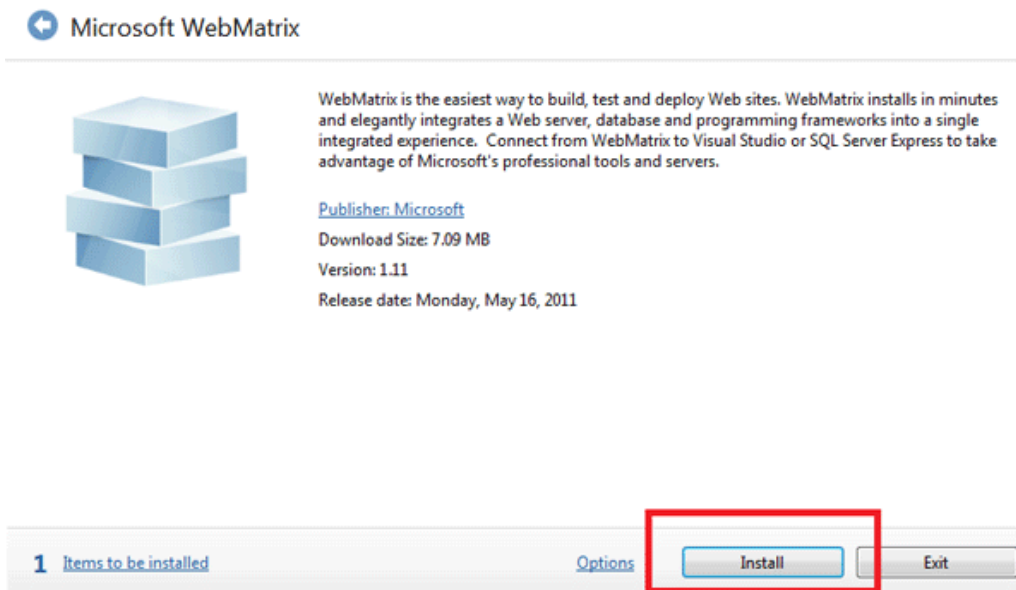 Microsoft WebMatrix
WebMatrix is the easiest way to build, test and deploy Web sites. WebMatrix installs in minutes
and elegantly integrates a Web server, database and programming frameworks into a single
integrated experience.  Connect from WebMatrix to Visual Studio or SQL Server Express to take
advantage of Microsoft's professional tools and servers.
Publisher: Microsoft
Download Size: 7.09 MB
Version: 1.11
Release date: Monday, May 16, 2011
1 Items to be installed Options Install Exit